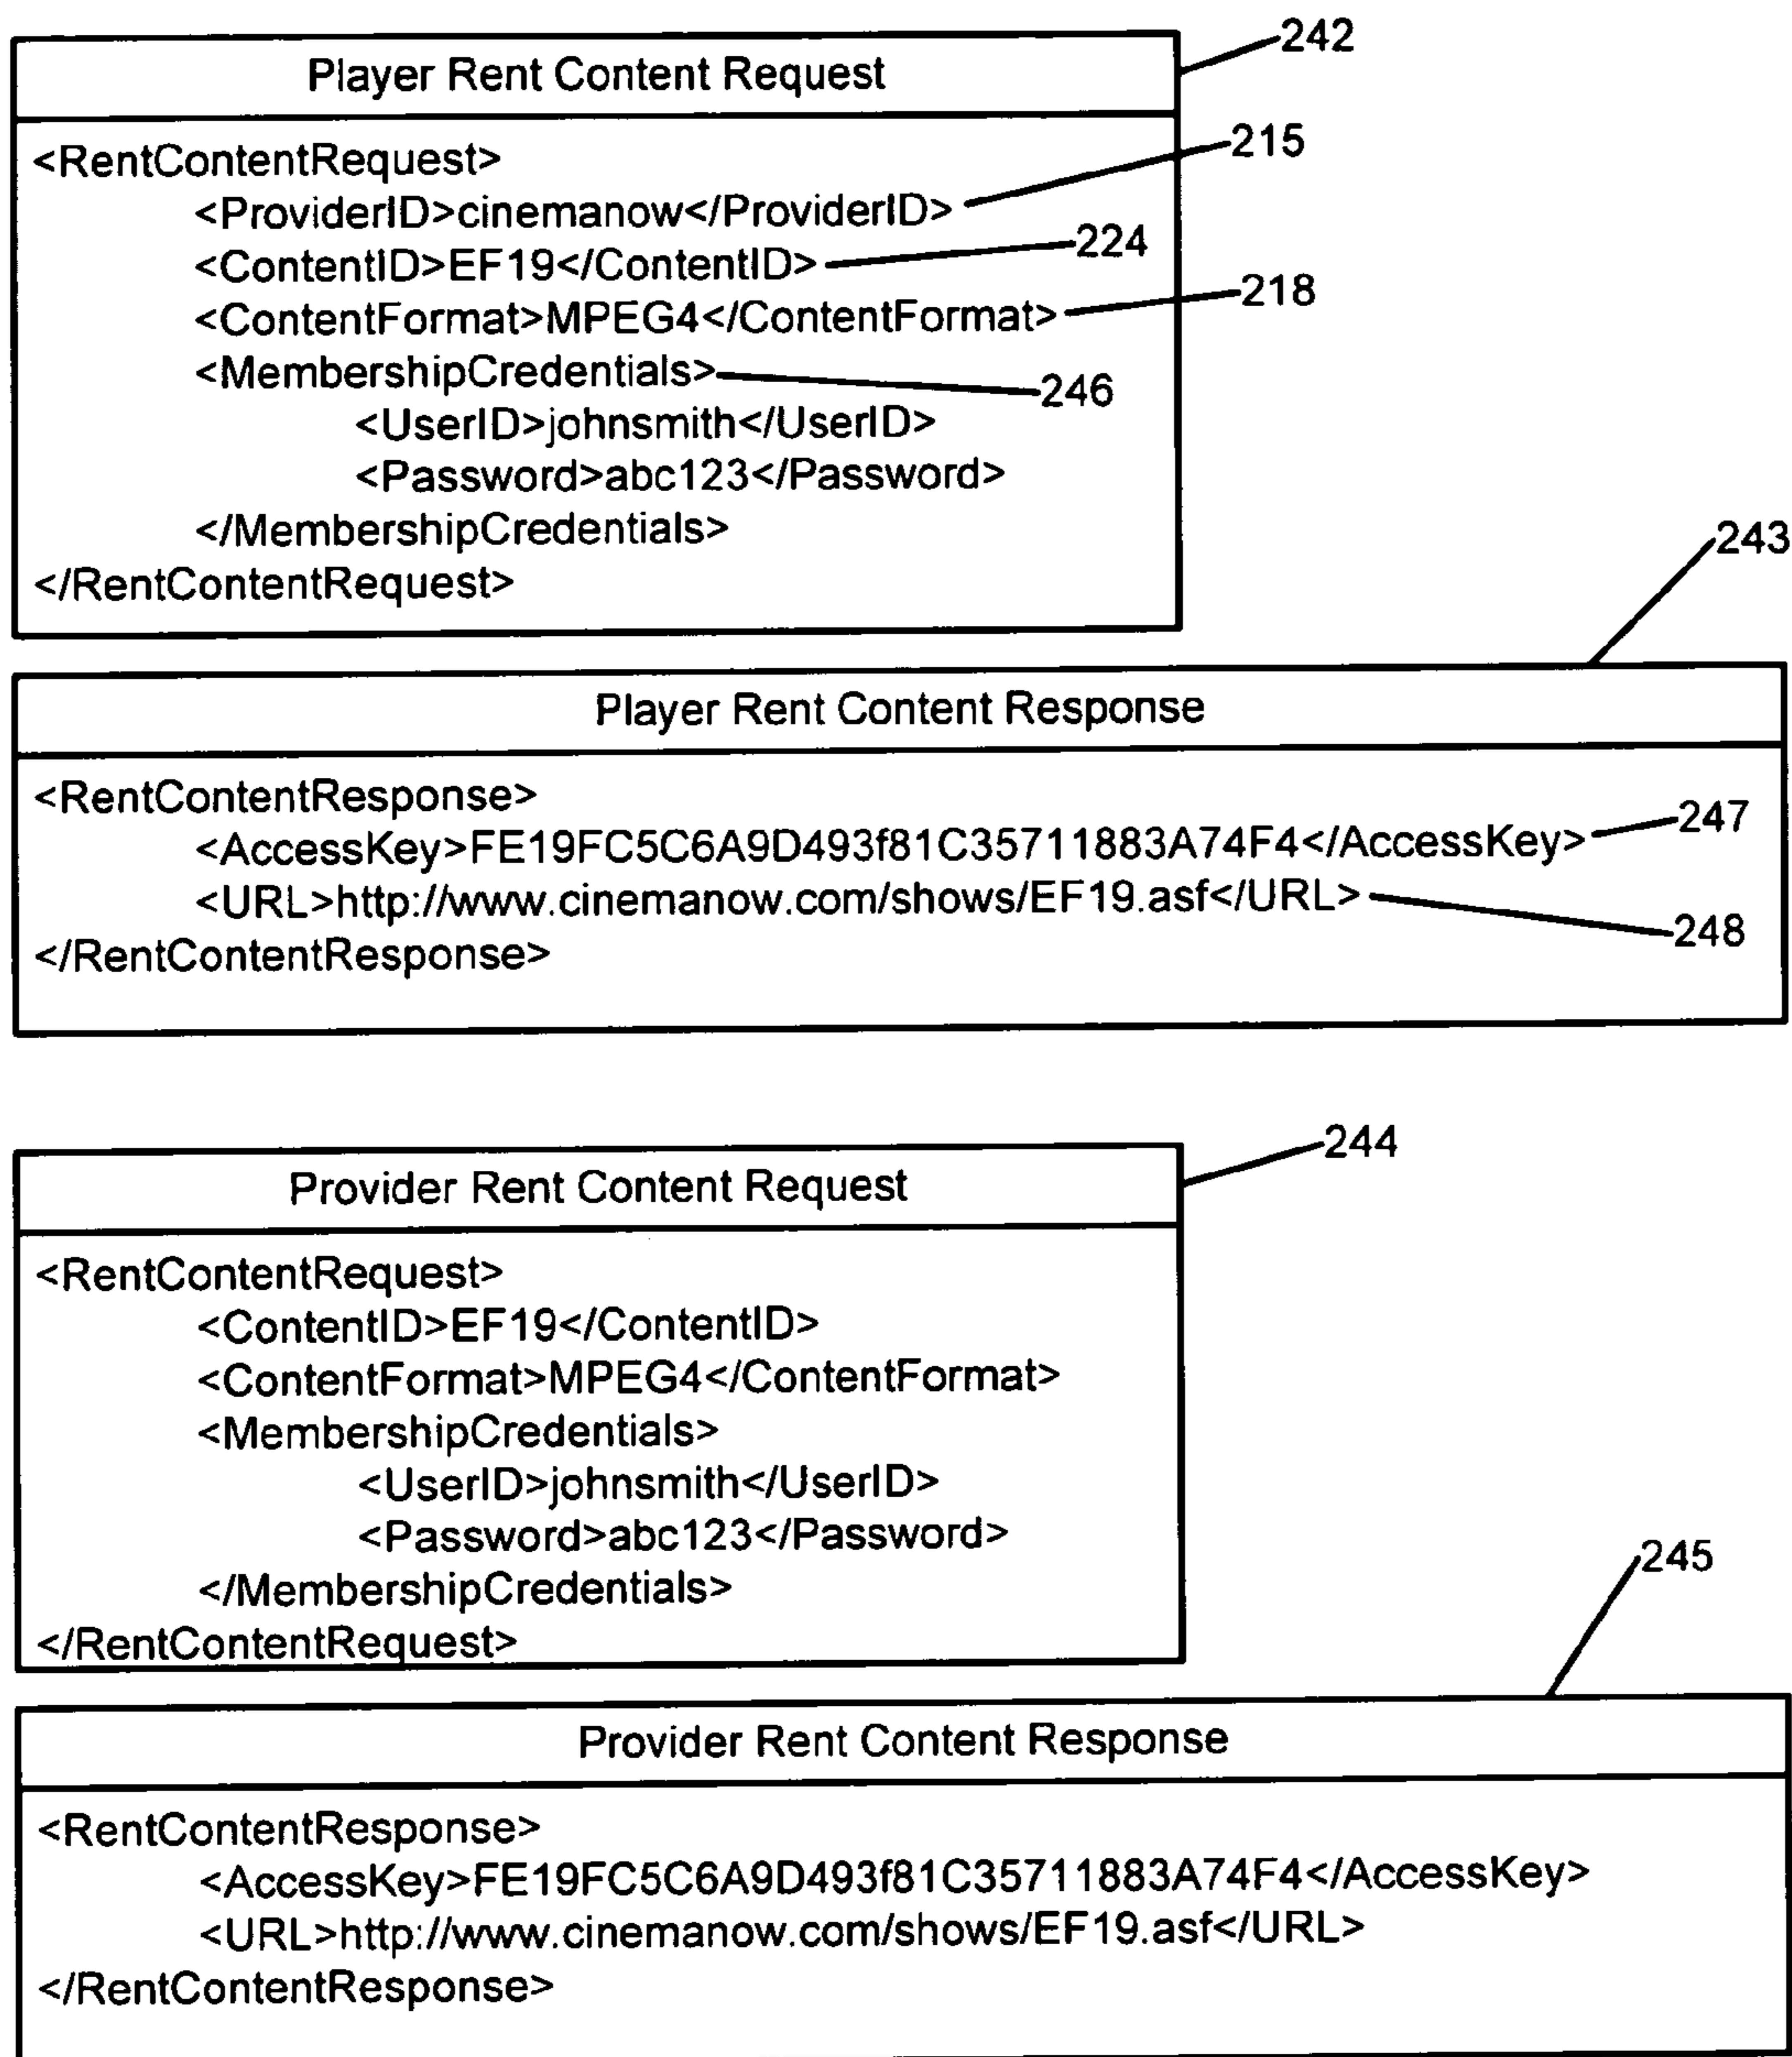 242
Player Rent Content Request
<RentContentRequest>
215
<ProviderID>cinemanow</ProviderID>
224
<ContentID>EF19</ContentID>
218
<ContentFormat>MPEG4</ContentFormat>
<MembershipCredentials>
246
<UserID>johnsmith</UserID>
<Password>abc123</Password>
</MembershipCredentials>
243
</RentContentRequest>
Player Rent Content Response
<RentContentResponse>
247
<AccessKey>FE19FC5C6A9D493f81C35711883A74F4</AccessKey>
<URL>http://www.cinemanow.com/shows/EF19.asf</URL>
248
</RentContentResponse>
244
Provider Rent Content Request
<RentContentRequest>
<ContentID>EF19</ContentID>
<ContentFormat>MPEG4</ContentFormat>
<MembershipCredentials>
<UserID>johnsmith</UserID>
<Password>abc123</Password>
245
</MembershipCredentials>
</RentContentRequest>
Provider Rent Content Response
<RentContentResponse>
<AccessKey>FE19FC5C6A9D493f81C35711883A74F4</AccessKey>
<URL>http://www.cinemanow.com/shows/EF19.asf</URL>
</RentContentResponse>